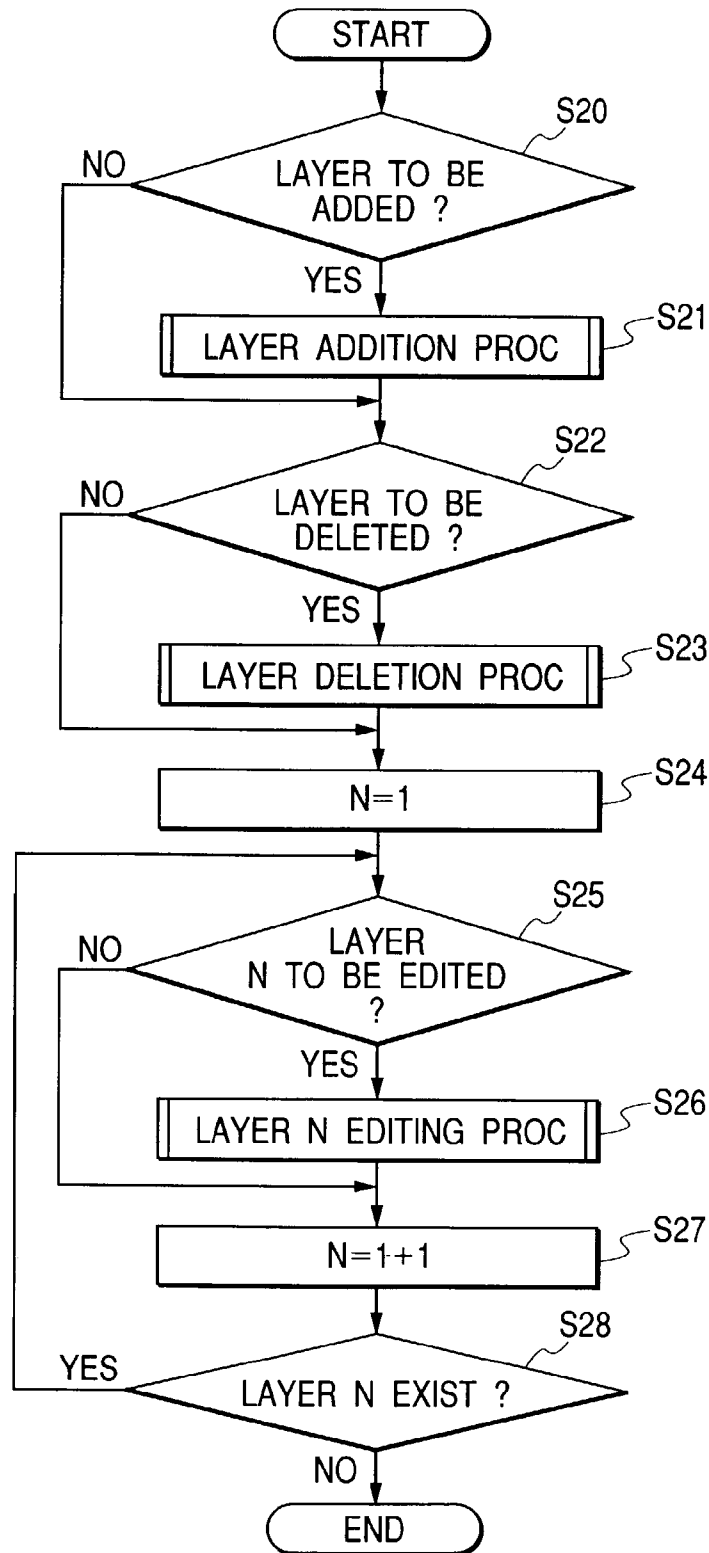 START
S20
NO
LAYER TO BE
ADDED ?
YES
S21
LAYER ADDITION PROC
S22
NO
LAYER TO BE
DELETED ?
YES
S23
LAYER DELETION PROC
S24
N=1
S25
NO
LAYER
N TO BE EDITED
?
YES
S26
LAYER N EDITING PROC
S27
N=1+1
S28
YES
LAYER N EXIST ?
NO
END